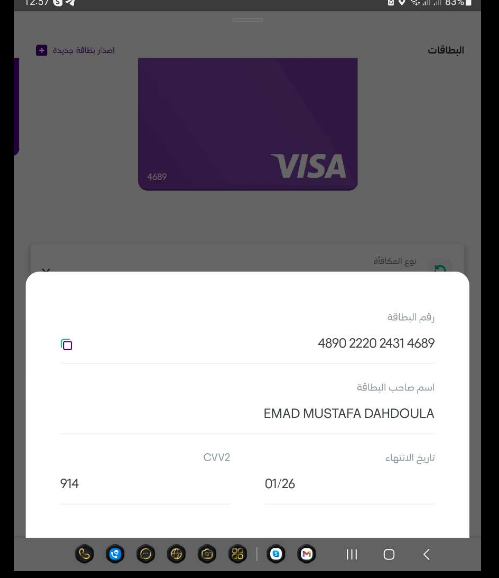 12:57
83%
البطاقات
إصدار بطاقة جديدة
VISA
4689
نوع المكافأة
رقم البطاقة
4890 2220 2431 4689
اسم صاحب البطاقة
EMAD MUSTAFA DAHDOULA
تاريخ الانتهاء
CVV2
01/26
914